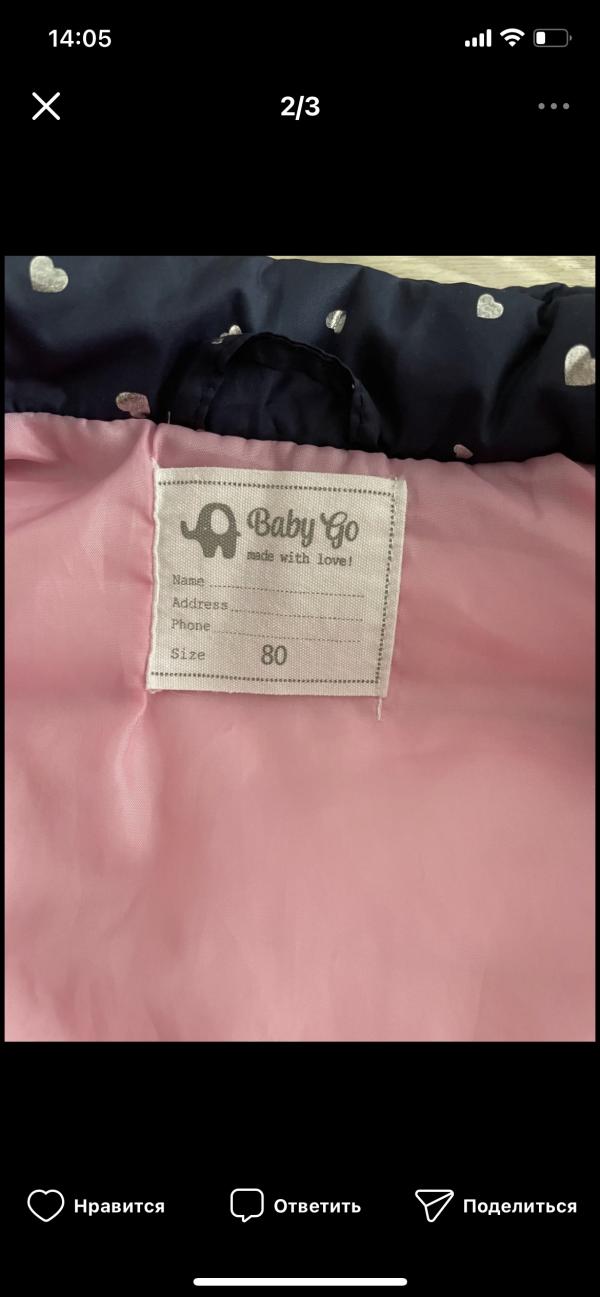 14:05
2/3
Baby Go
made with love!
Name
Address
Phone
Size 80
Нравится
Ответить
Поделиться